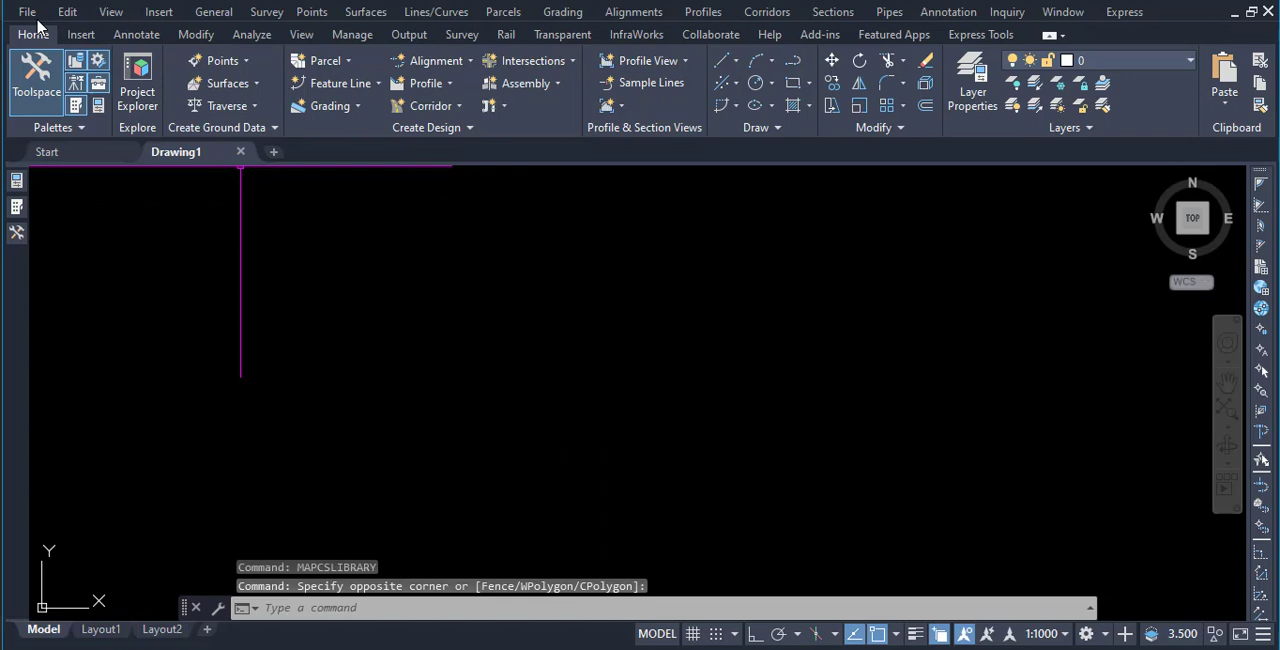 File Edit View Insert General Survey Points Surfaces Lines/Curves Parcels Grading Alignments Profiles Corridors Sections Pipes Annotation Inquiry Window Express
Home Insert Annotate Modify Analyze View Manage Output Survey Rail Transparent InfraWorks Collaborate Help Add-ins Featured Apps Express Tools
Points Parcel Alignment Intersections Profile View 0
Toolspace Project Explorer Surfaces Feature Line Profile Assembly Sample Lines Layer Properties Paste
Traverse Grading Corridor
Palettes Explore Create Ground Data Create Design Profile & Section Views Draw Modify Layers Clipboard
Start Drawing1
N
W TOP E
S
WCS
Y
X
Command: MAPCSLIBRARY
Command: Specify opposite corner or [Fence/WPolygon/CPolygon]:
Type a command
Model Layout1 Layout2 + MODEL 1:1000 3.500